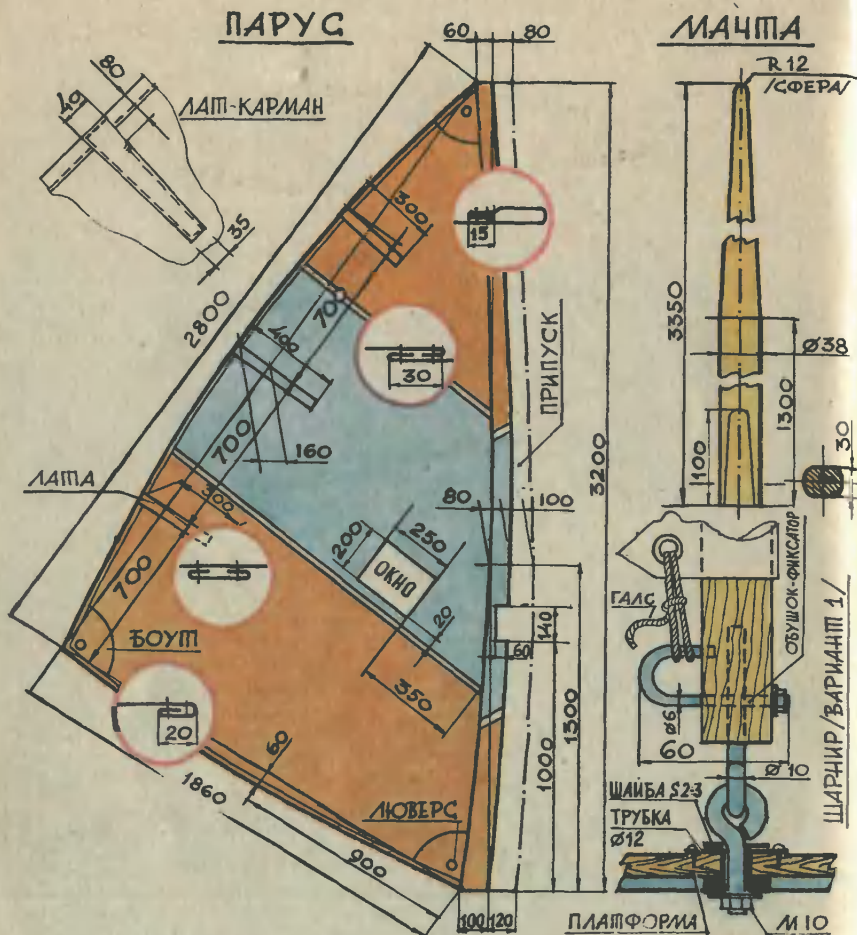 ПАРУС
МАЧТА
60
80
R 12
/СФЕРА/
80
40
ЛАТ-КАРМАН
35
300
15
2800
700
400
30
ПРИПУСК
3350
Ø38
1300
700
160
3200
100
30
ЛАТА
300
80
100
200
250
ОКНО
700
20
140
ГАЛС
ОБУШОК-ФИКСАТОР
БОУТ
60
350
Ø6
60
20
1000
1300
Ø10
60
1860
ШАЙБА S2-3
ТРУБКА
Ø12
ЛЮВЕРС
900
ШАРНИР/ВАРИАНТ 1/
100
120
ПЛАТФОРМА
М10